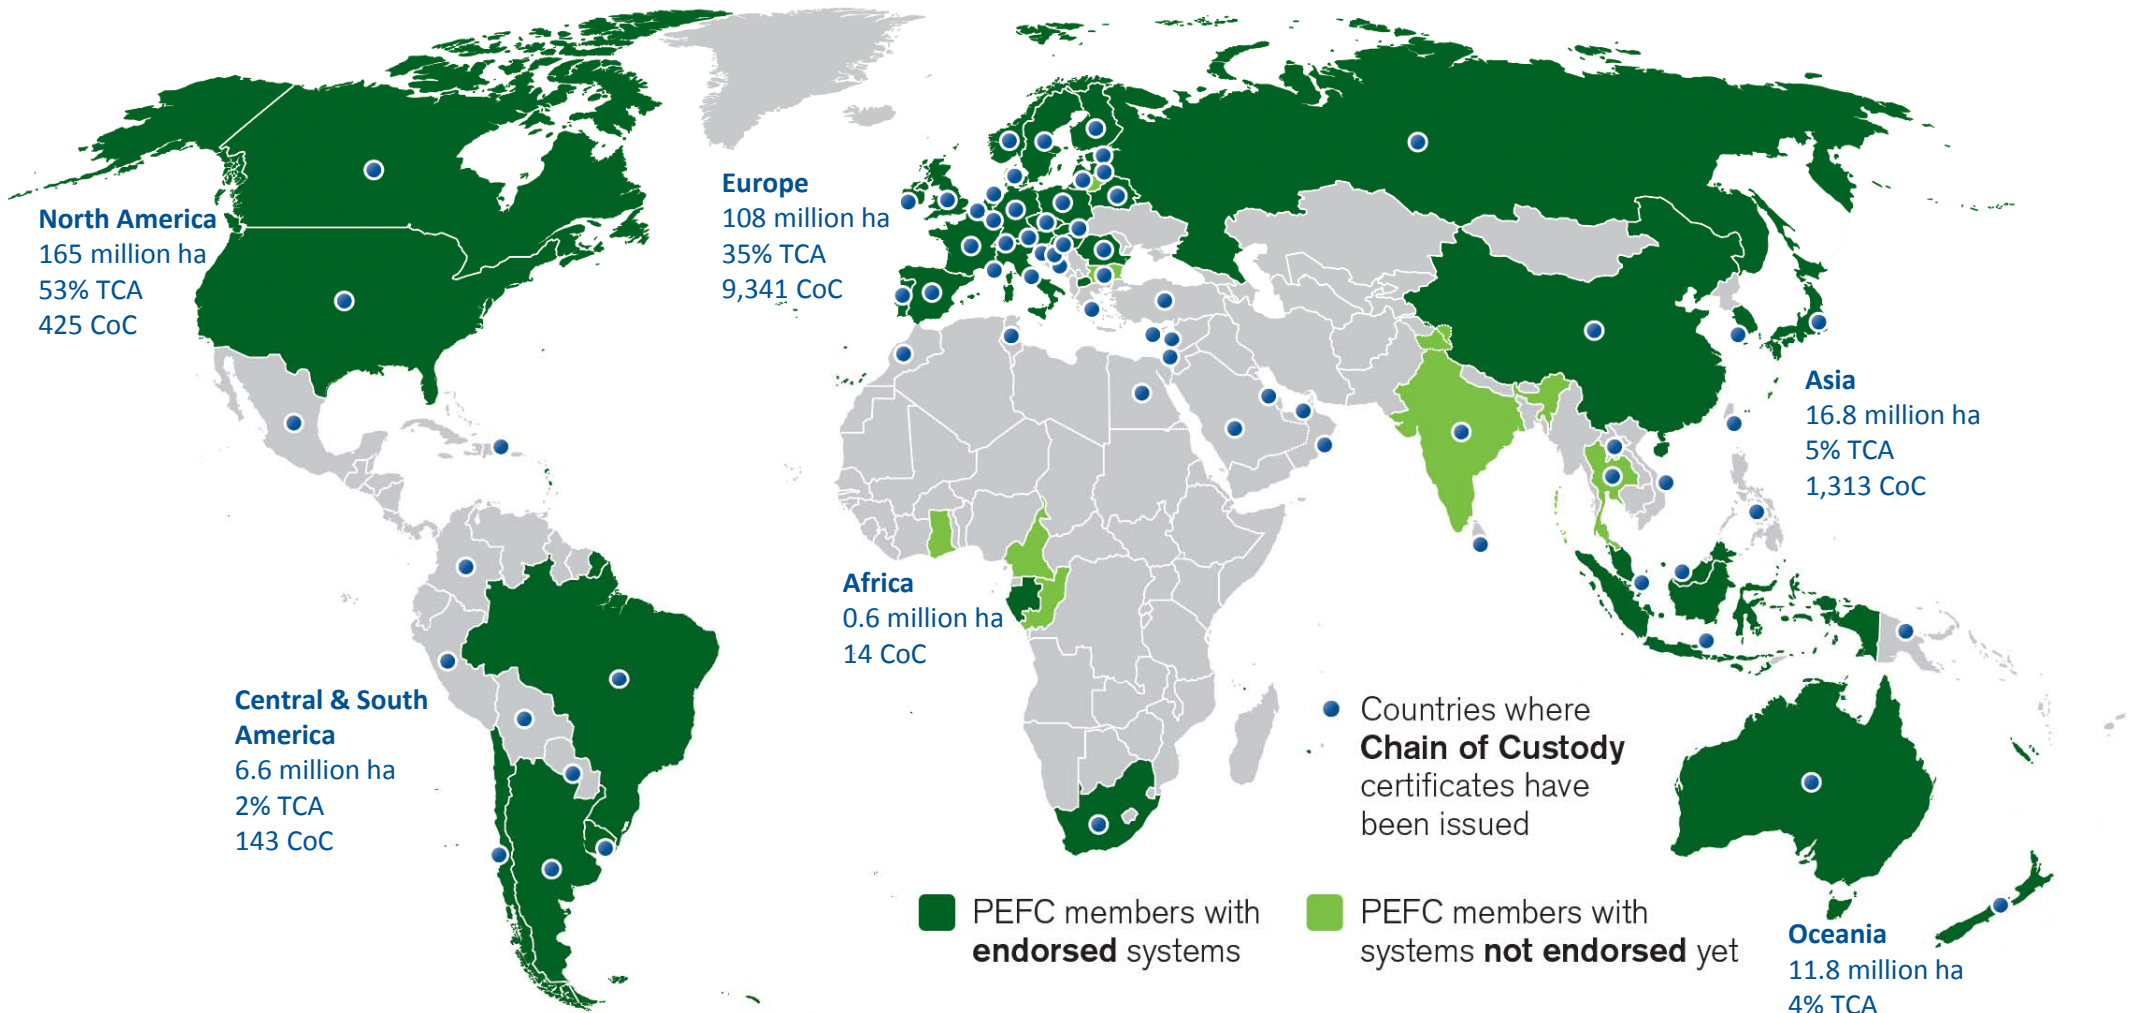 North America
165 million ha
53% TCA
425 CoC
Europe
108 million ha
35% TCA
9,341 CoC
Asia
16.8 million ha
5% TCA
1,313 CoC
Africa
0.6 million ha
14 CoC
Central & South
America
6.6 million ha
2% TCA
143 CoC
Countries where
Chain of Custody
certificates have
been issued
PEFC members with
endorsed systems
PEFC members with
systems not endorsed yet
Oceania
11.8 million ha
4% TCA